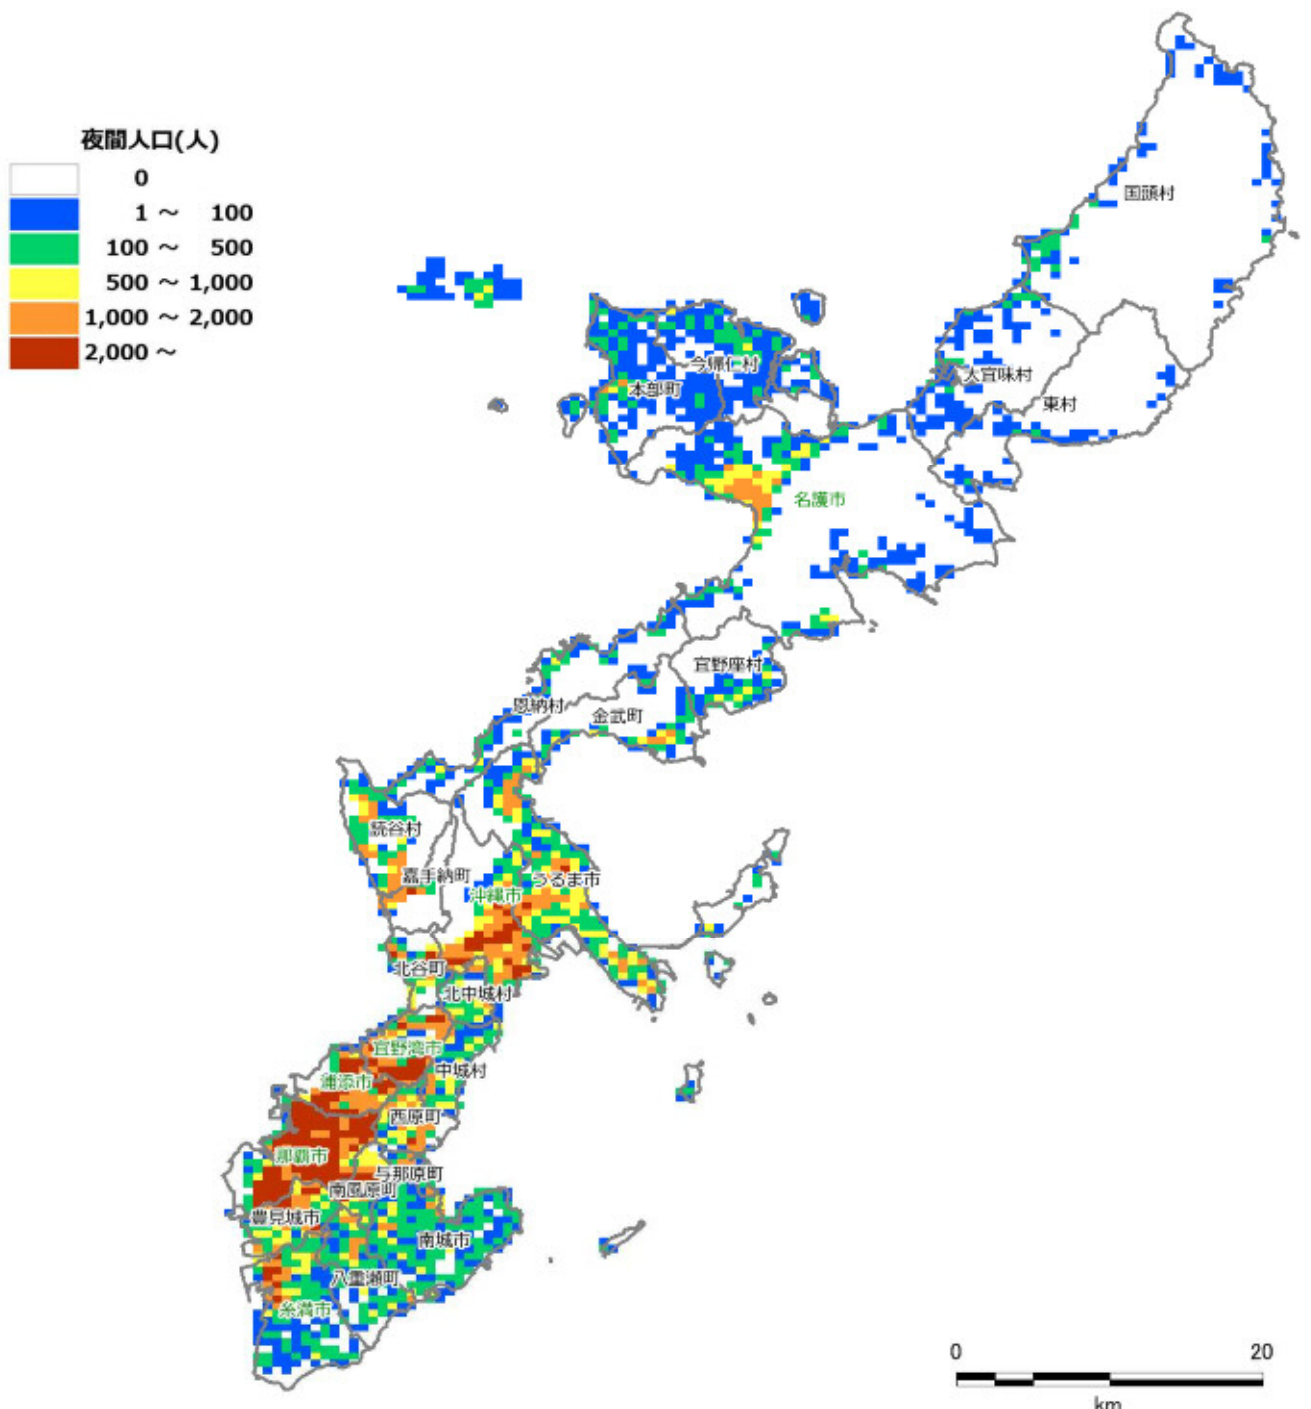 夜間人口(人)
0
1 ~ 100
100 ~ 500
500 ~ 1,000
1,000 ~ 2,000
2,000 ~
国頭村
今帰仁村
本部町
大宜味村
東村
名護市
宜野座村
恩納村
金武町
読谷村
嘉手納町
うるま市
沖縄市
北谷町
北中城村
宜野湾市
中城村
浦添市
西原町
那覇市
与那原町
南風原町
豊見城市
南城市
八重瀬町
糸満市
0 20
km